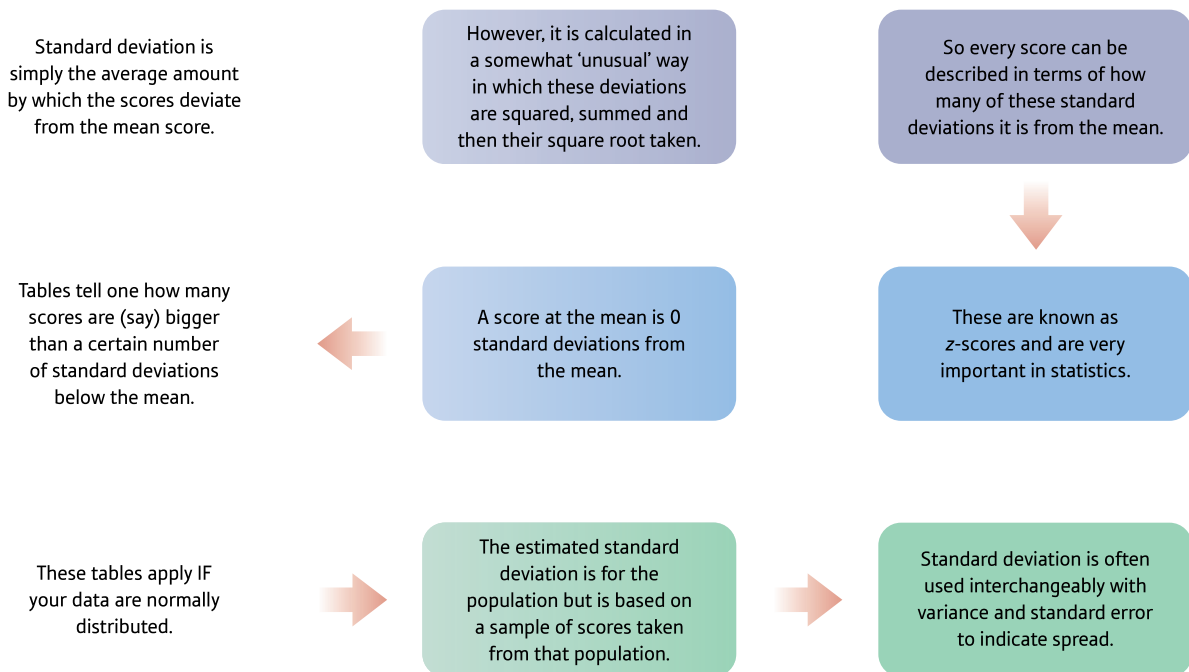 Standard deviation is
simply the average amount
by which the scores deviate
from the mean score.
However, it is calculated in
a somewhat ‘unusual’ way
in which these deviations
are squared, summed and
then their square root taken.
So every score can be
described in terms of how
many of these standard
deviations it is from the mean.
These are known as
z-scores and are very
important in statistics.
A score at the mean is 0
standard deviations from
the mean.
Tables tell one how many
scores are (say) bigger
than a certain number
of standard deviations
below the mean.
These tables apply IF
your data are normally
distributed.
The estimated standard
deviation is for the
population but is based on
a sample of scores taken
from that population.
Standard deviation is often
used interchangeably with
variance and standard error
to indicate spread.